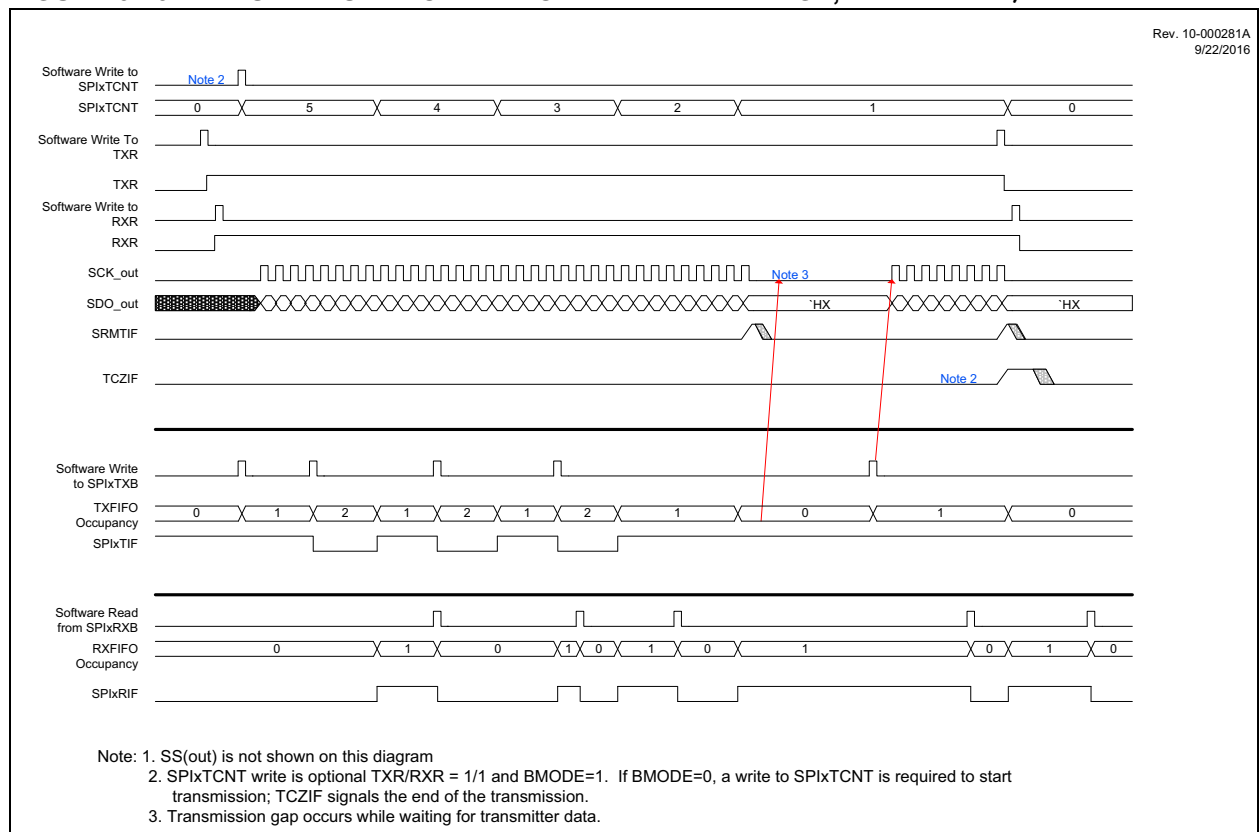 Rev. 10-000281A
9/22/2016
Software Write to
SPIxTCNT
Note 2
SPIxTCNT
0 5 4 3 2 1 0
Software Write To
TXR
TXR
Software Write to
RXR
RXR
SCK_out
Note 3
SDO_out
`HX `HX
SRMTIF
TCZIF
Note 2
Software Write
to SPIxTXB
TXFIFO
Occupancy
0 1 2 1 2 1 2 1 0 1 0
SPIxTIF
Software Read
from SPIxRXB
RXFIFO
Occupancy
0 1 0 1 0 1 0 1 0 1 0
SPIxRIF
Note: 1. SS(out) is not shown on this diagram
2. SPIxTCNT write is optional TXR/RXR = 1/1 and BMODE=1. If BMODE=0, a write to SPIxTCNT is required to start
transmission; TCZIF signals the end of the transmission.
3. Transmission gap occurs while waiting for transmitter data.